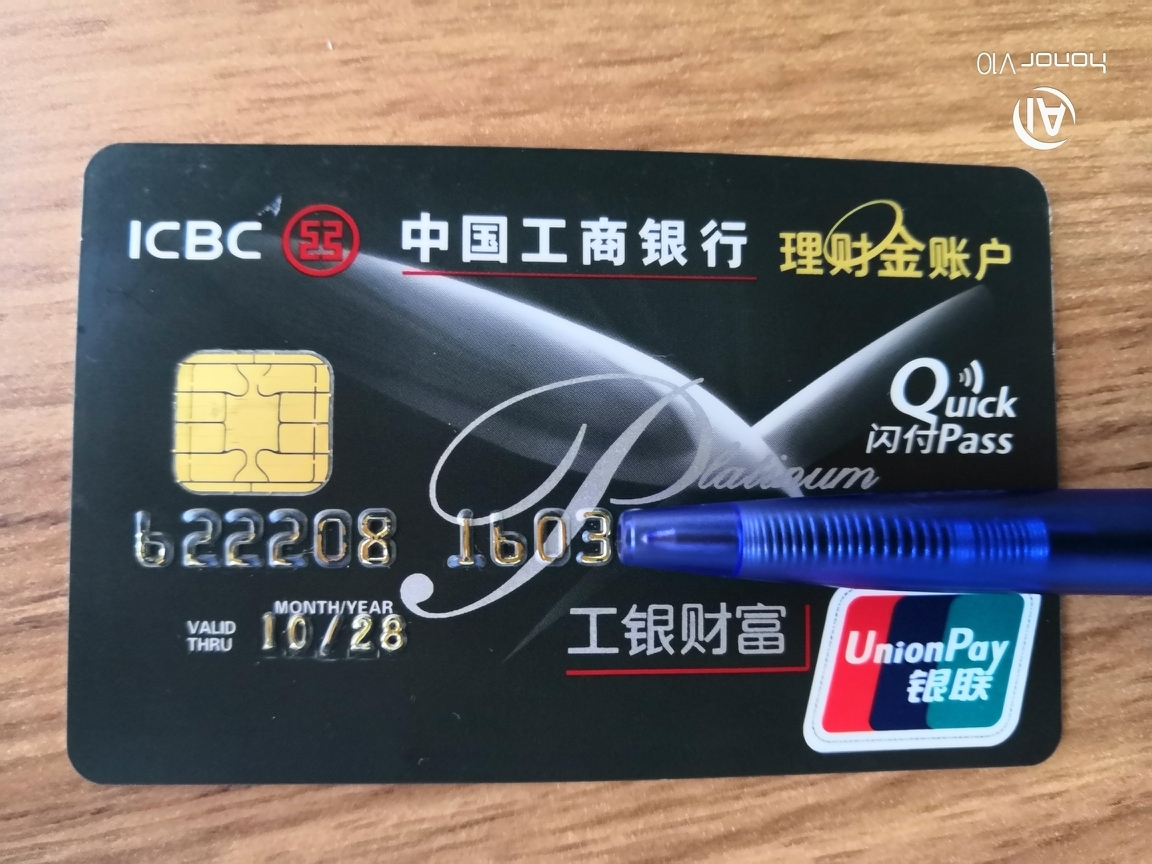 honor V10
AI
ICBC 中国工商银行 理财金账户
Quick
闪付Pass
Platinum
622208 1603
MONTH/YEAR
VALID THRU 10/28
工银财富
UnionPay
银联